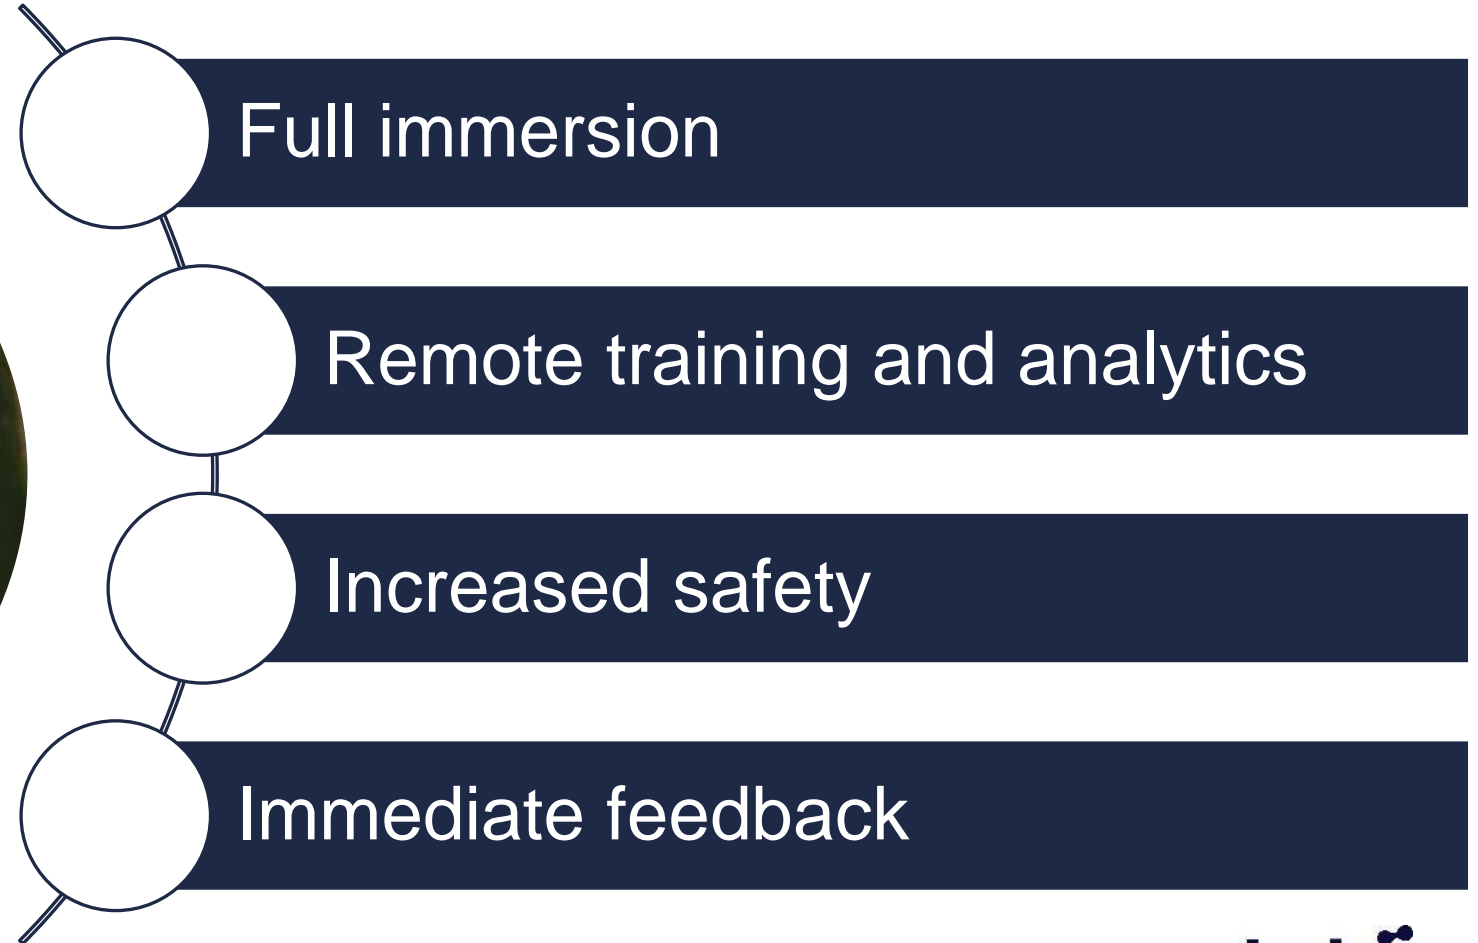 Full immersion
Remote training and analytics
Increased safety
Immediate feedback